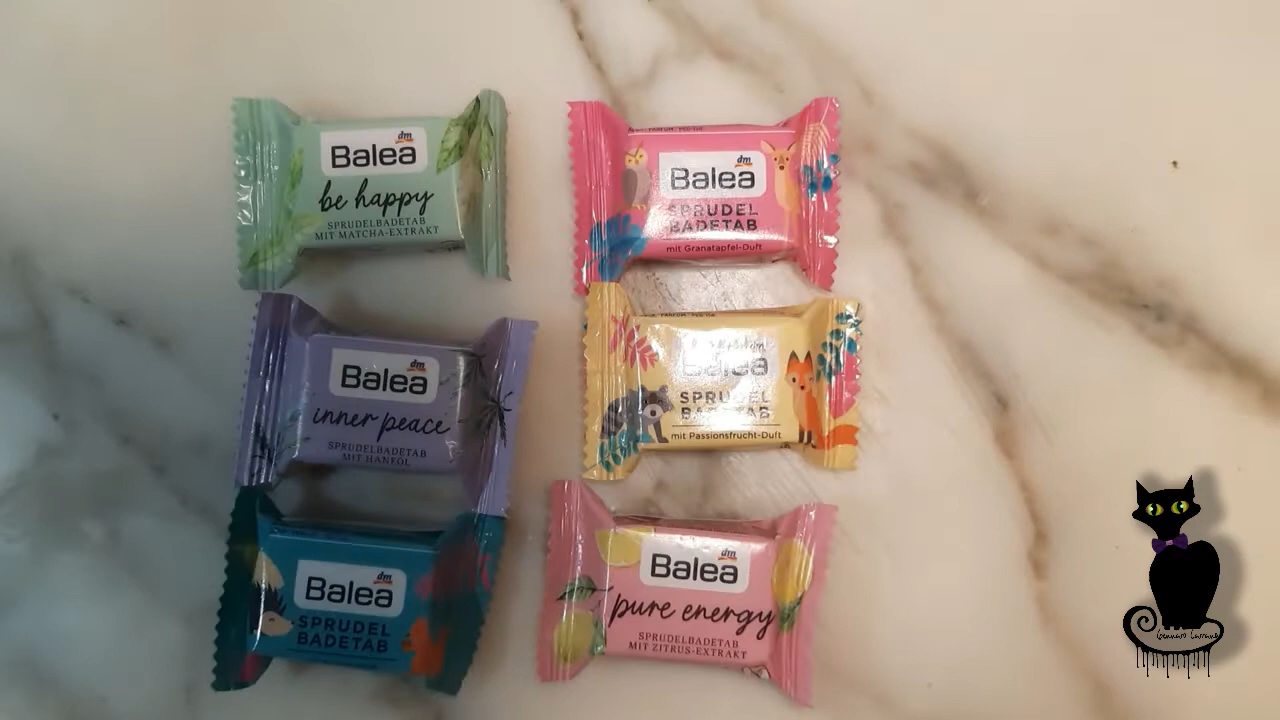 dm
Balea
be happy
SPRUDELBADETAB
MIT MATCHA-EXTRAKT
dm
Balea
SPRUDEL
BADETAB
mit Granatapfel-Duft
dm
Balea
inner peace
SPRUDELBADETAB
MIT HANFÖL
dm
Balea
SPRUDEL
BADETAB
mit Passionsfrucht-Duft
dm
Balea
SPRUDEL
BADETAB
dm
Balea
pure energy
SPRUDELBADETAB
MIT ZITRUS-EXTRAKT